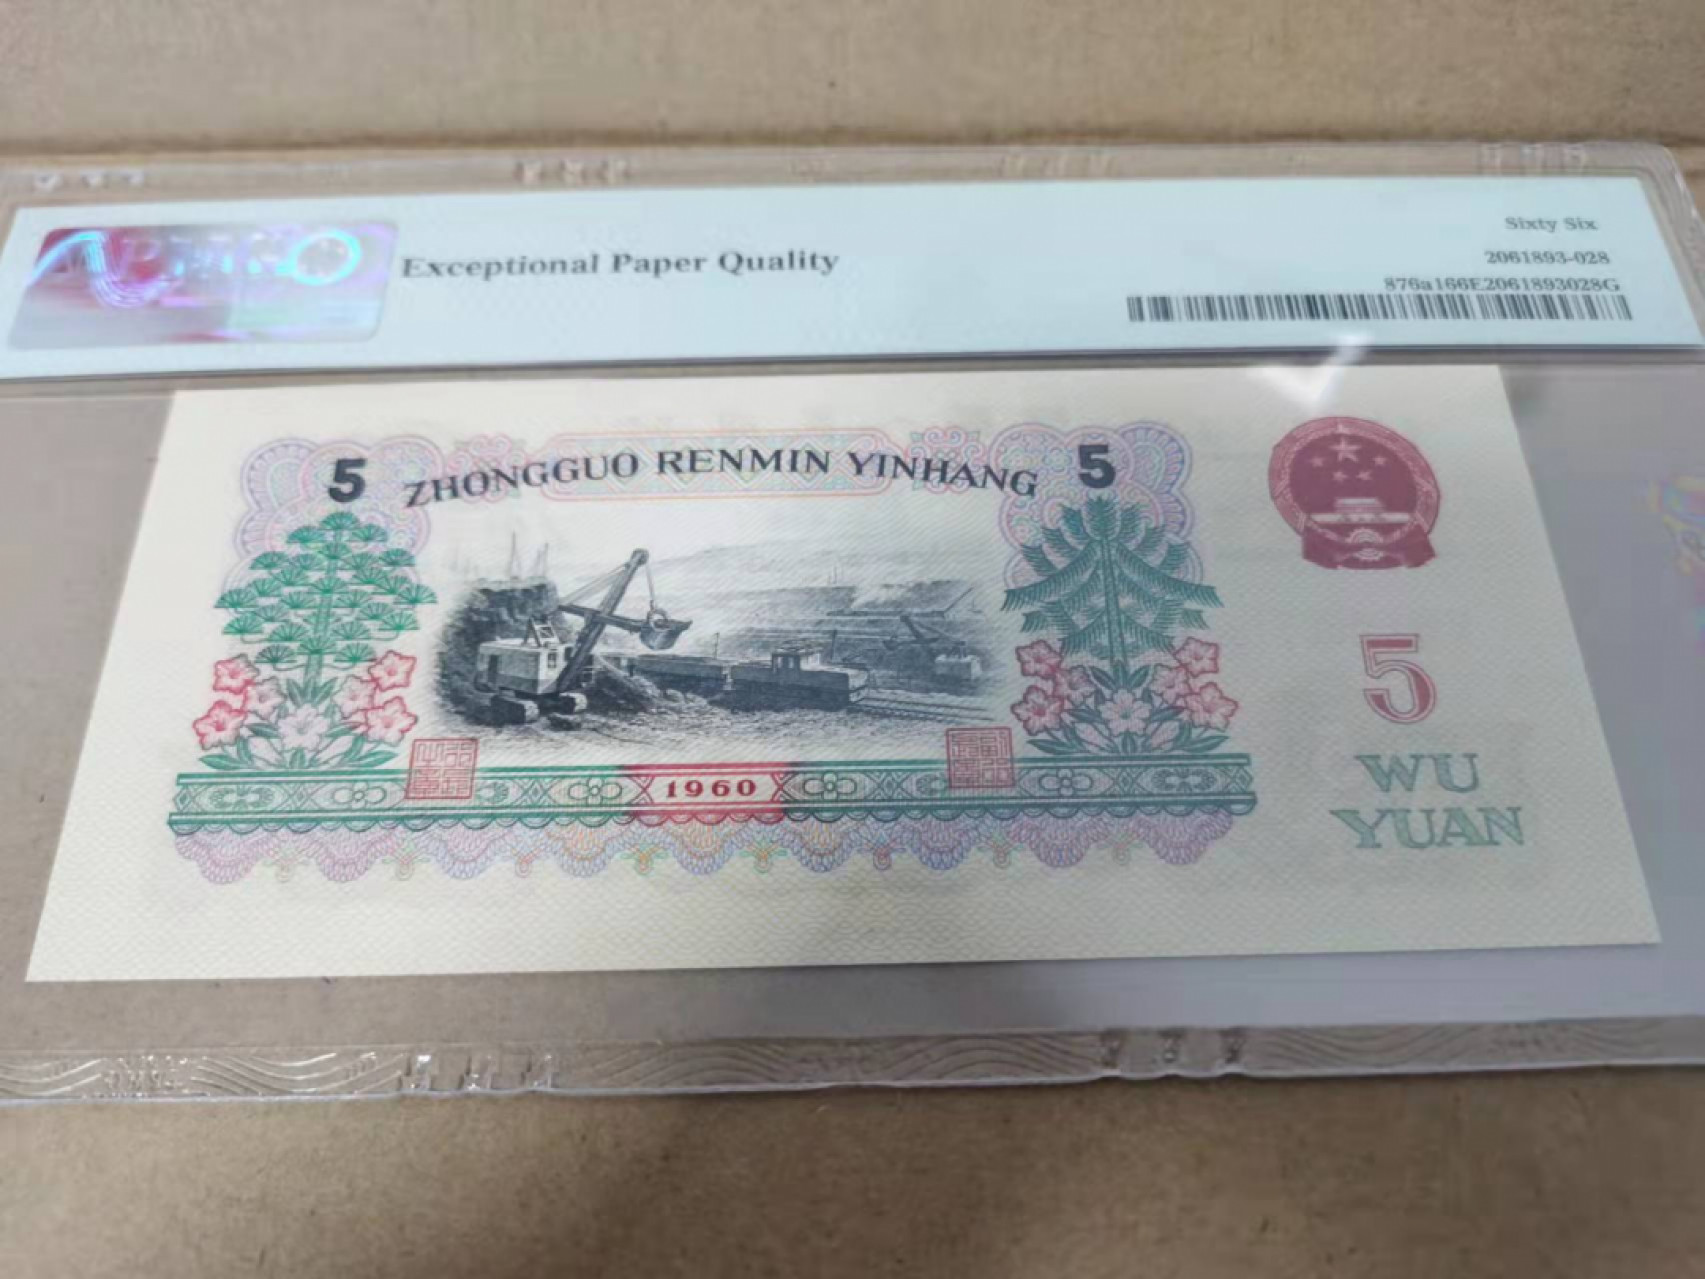 Sixty Six
Exceptional Paper Quality
2061893-028
876a166E2061893028G
5 ZHONGGUO RENMIN YINHANG 5
5
1960
WU
YUAN